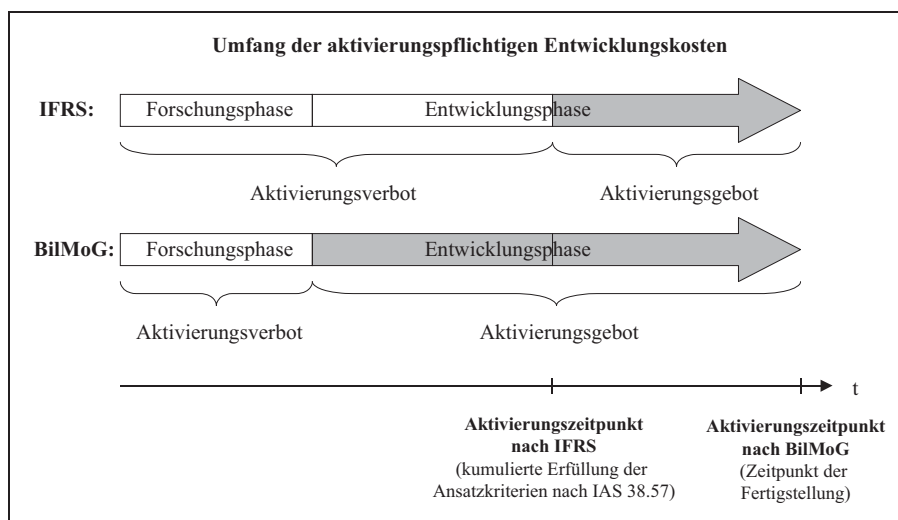 Umfang der aktivierungspflichtigen Entwicklungskosten
IFRS: Forschungsphase Entwicklungsphase
Aktivierungsverbot Aktivierungsgebot
BilMoG: Forschungsphase Entwicklungsphase
Aktivierungsverbot Aktivierungsgebot
t
Aktivierungszeitpunkt
nach IFRS
(kumulierte Erfüllung der
Ansatzkriterien nach IAS 38.57)
Aktivierungszeitpunkt
nach BilMoG
(Zeitpunkt der
Fertigstellung)